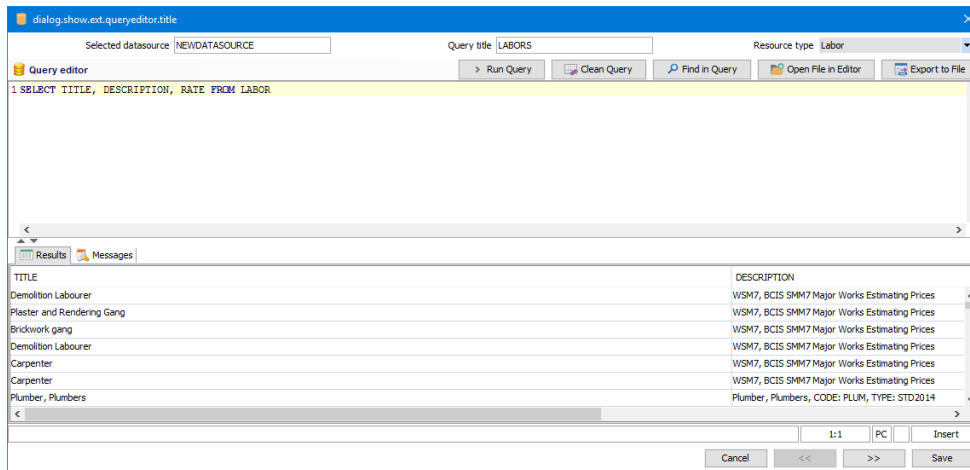 dialog.show.ext.queryeditor.title
Selected datasource NEWDATASOURCE Query title LABORS Resource type Labor
Query editor > Run Query Clean Query Find in Query Open File in Editor Export to File
1 SELECT TITLE, DESCRIPTION, RATE FROM LABOR
Results Messages
TITLE DESCRIPTION
Demolition Labourer WSM7, BCIS SMM7 Major Works Estimating Prices
Plaster and Rendering Gang WSM7, BCIS SMM7 Major Works Estimating Prices
Brickwork gang WSM7, BCIS SMM7 Major Works Estimating Prices
Demolition Labourer WSM7, BCIS SMM7 Major Works Estimating Prices
Carpenter WSM7, BCIS SMM7 Major Works Estimating Prices
Carpenter WSM7, BCIS SMM7 Major Works Estimating Prices
Plumber, Plumbers Plumber, Plumbers, CODE: PLUM, TYPE: STD2014
1:1 PC Insert
Cancel << >> Save